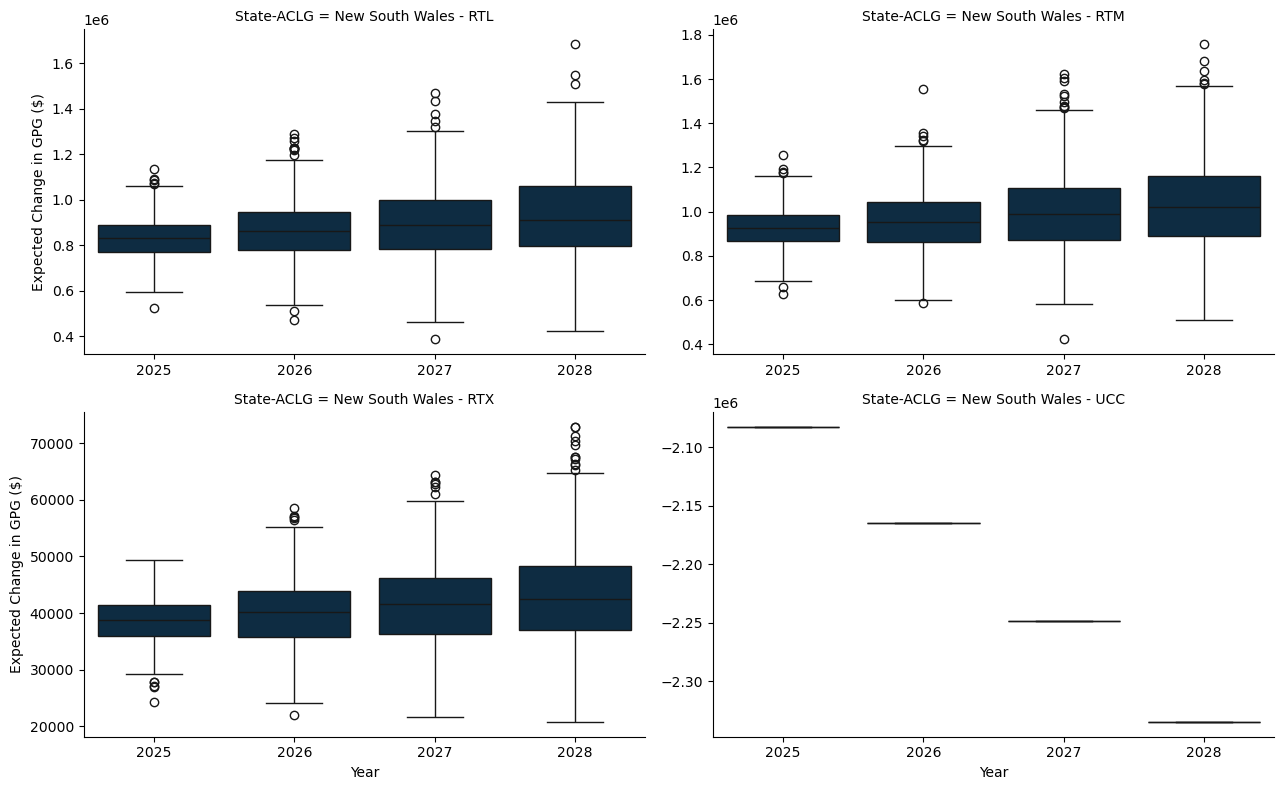 State-ACLG = New South Wales - RTL
1e6
Expected Change in GPG ($)
1.6
1.4
1.2
1.0
0.8
0.6
0.4
2025 2026 2027 2028
State-ACLG = New South Wales - RTM
1e6
1.8
1.6
1.4
1.2
1.0
0.8
0.6
0.4
2025 2026 2027 2028
State-ACLG = New South Wales - RTX
Expected Change in GPG ($)
70000
60000
50000
40000
30000
20000
2025 2026 2027 2028
Year
State-ACLG = New South Wales - UCC
1e6
−2.10
−2.15
−2.20
−2.25
−2.30
2025 2026 2027 2028
Year